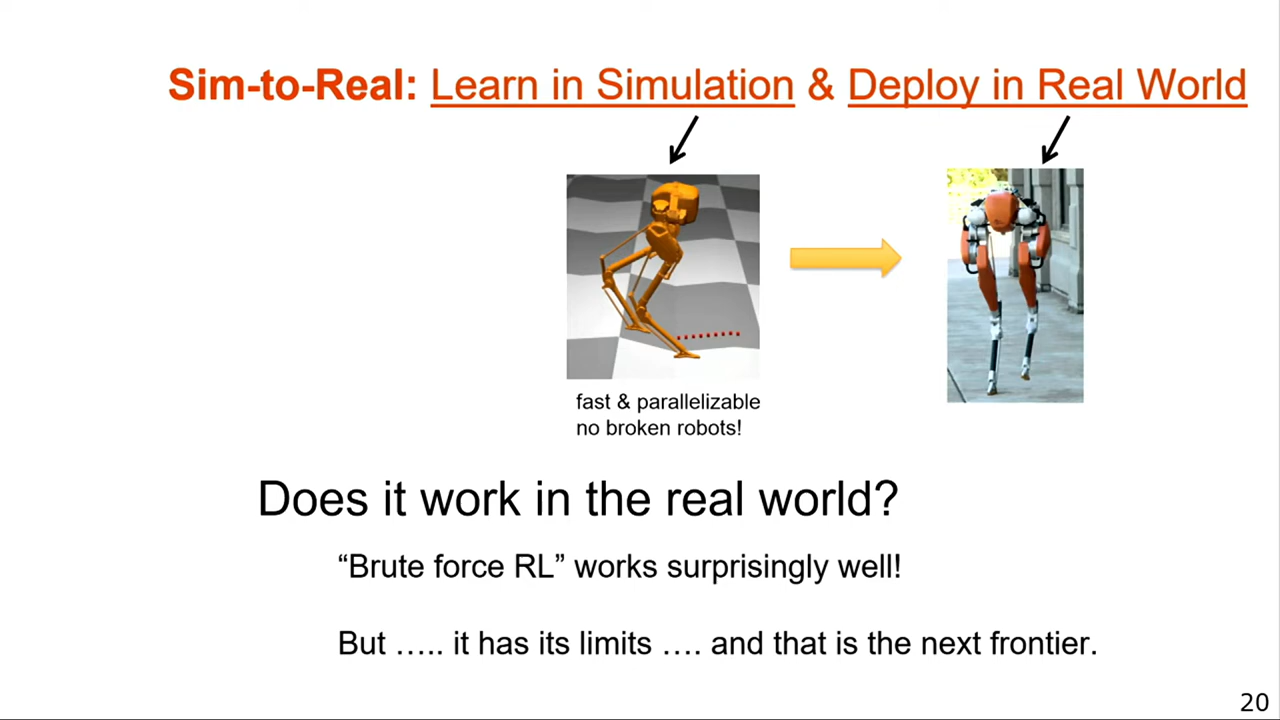 Sim-to-Real: Learn in Simulation & Deploy in Real World
fast & parallelizable
no broken robots!
Does it work in the real world?
“Brute force RL” works surprisingly well!
But ….. it has its limits …. and that is the next frontier.
20